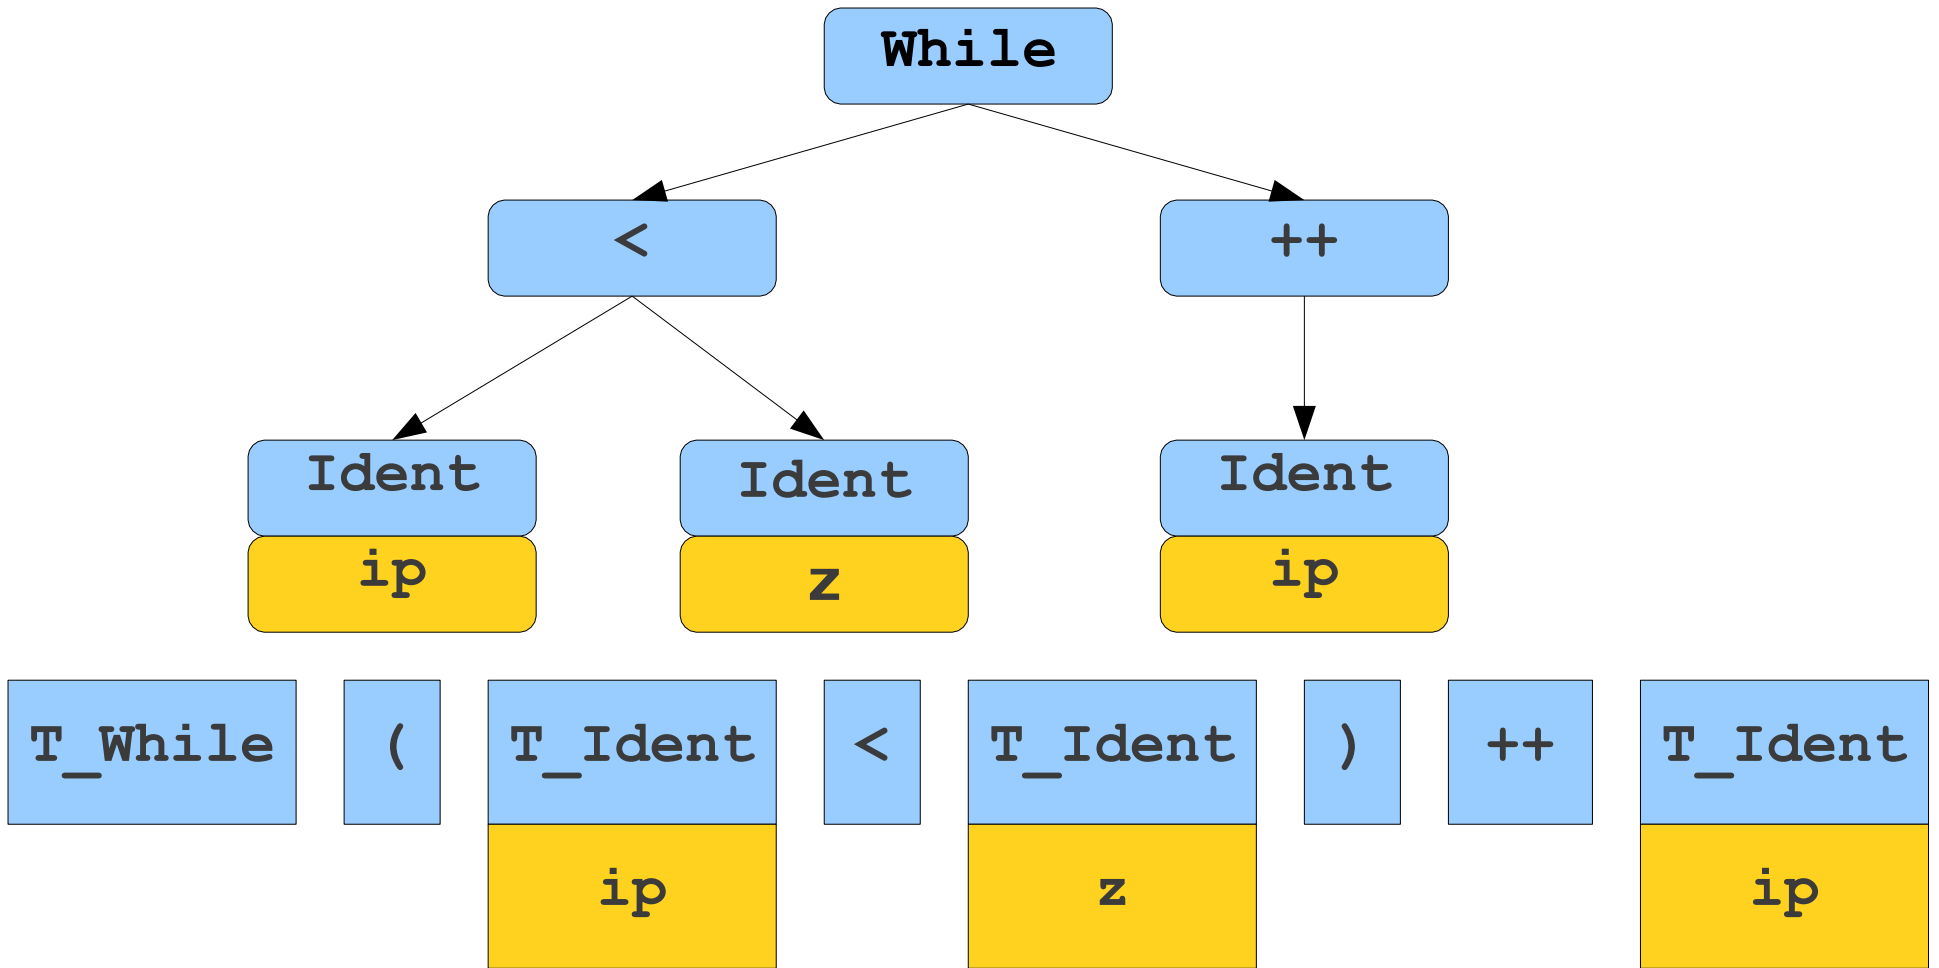 While
< ++
Ident Ident Ident
ip z ip
T_While ( T_Ident < T_Ident ) ++ T_Ident
ip z ip